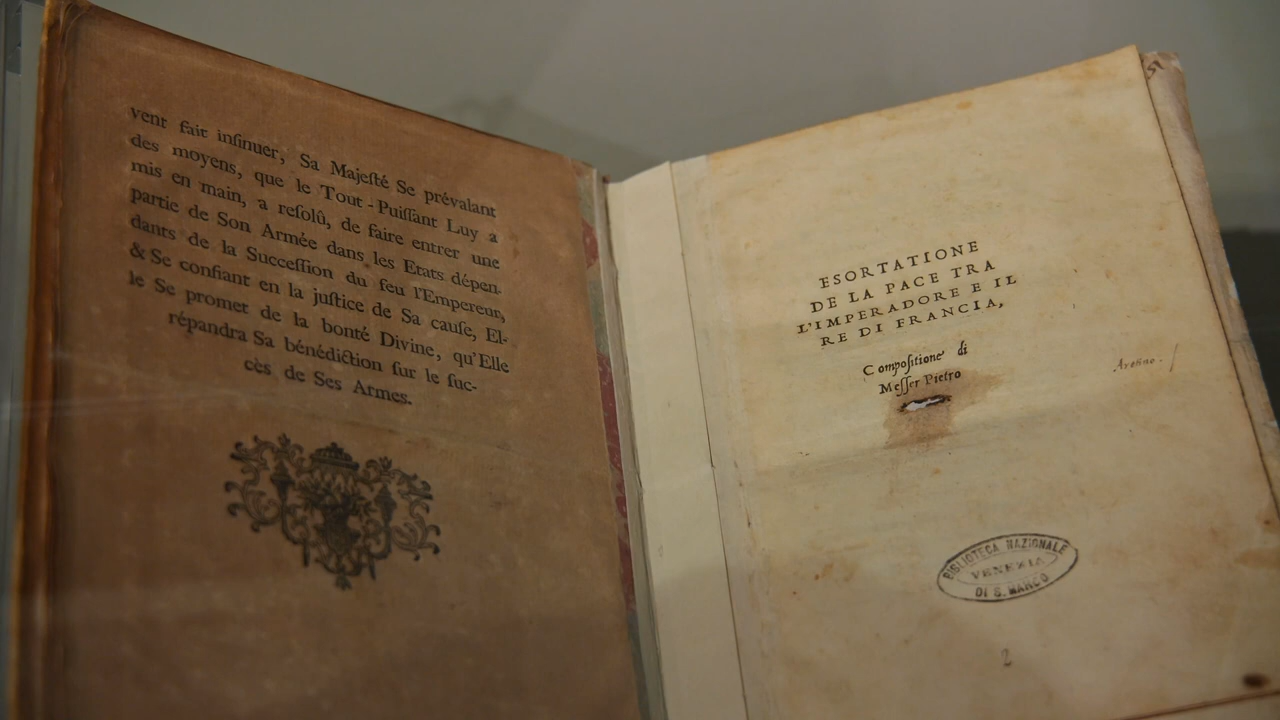 vent fait inſinuer, Sa Majeſté Se prévalant
des moyens, que le Tout-Puiſſant Luy a
mis en main, a reſolû, de faire entrer une
partie de Son Armée dans les Etats dépen-
dants de la Succeſſion du feu l'Empereur,
& Se confiant en la juſtice de Sa cauſe, El-
le Se promet de la bonté Divine, qu'Elle
répandra Sa bénédiction ſur le ſuc-
cès de Ses Armes.
ESORTATIONE
DE LA PACE TRA
L'IMPERADORE E IL
RE DI FRANCIA,
Compoſitione di
Meſſer Pietro
Aretino.
BIBLIOTECA NAZIONALE
VENEZIA
DI S. MARCO
2